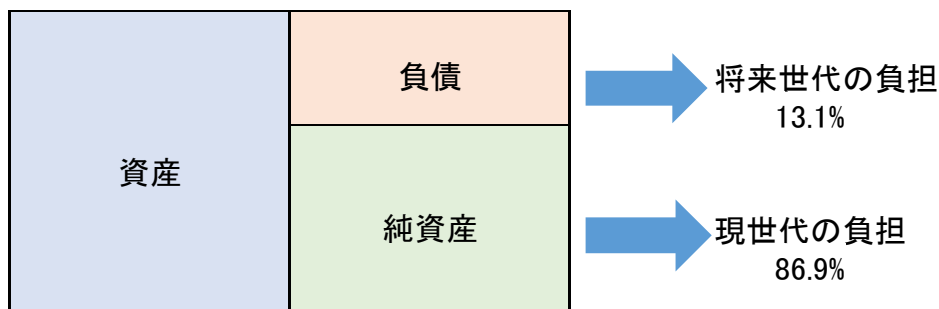 資産
負債
将来世代の負担
13.1%
純資産
現世代の負担
86.9%